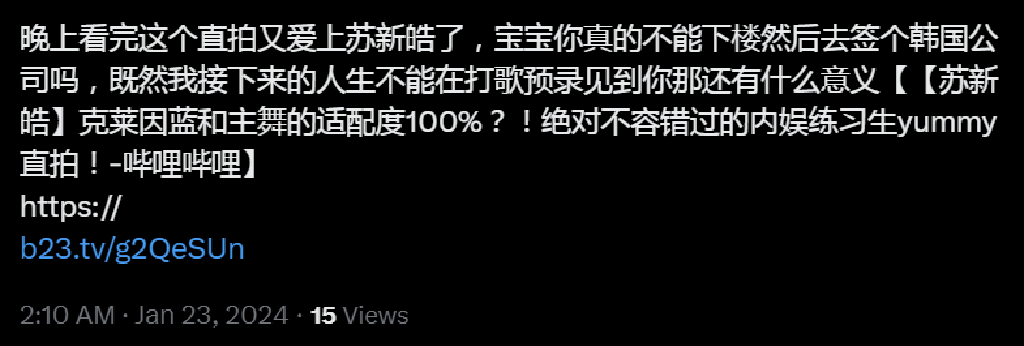 晚上看完这个直拍又爱上苏新皓了，宝宝你真的不能下楼然后去签个韩国公
司吗，既然我接下来的人生不能在打歌预录见到你那还有什么意义【【苏新
皓】克莱因蓝和主舞的适配度100%？！绝对不容错过的内娱练习生yummy
直拍！-哔哩哔哩】
https://
b23.tv/g2QeSUn
2:10 AM · Jan 23, 2024 · 15 Views